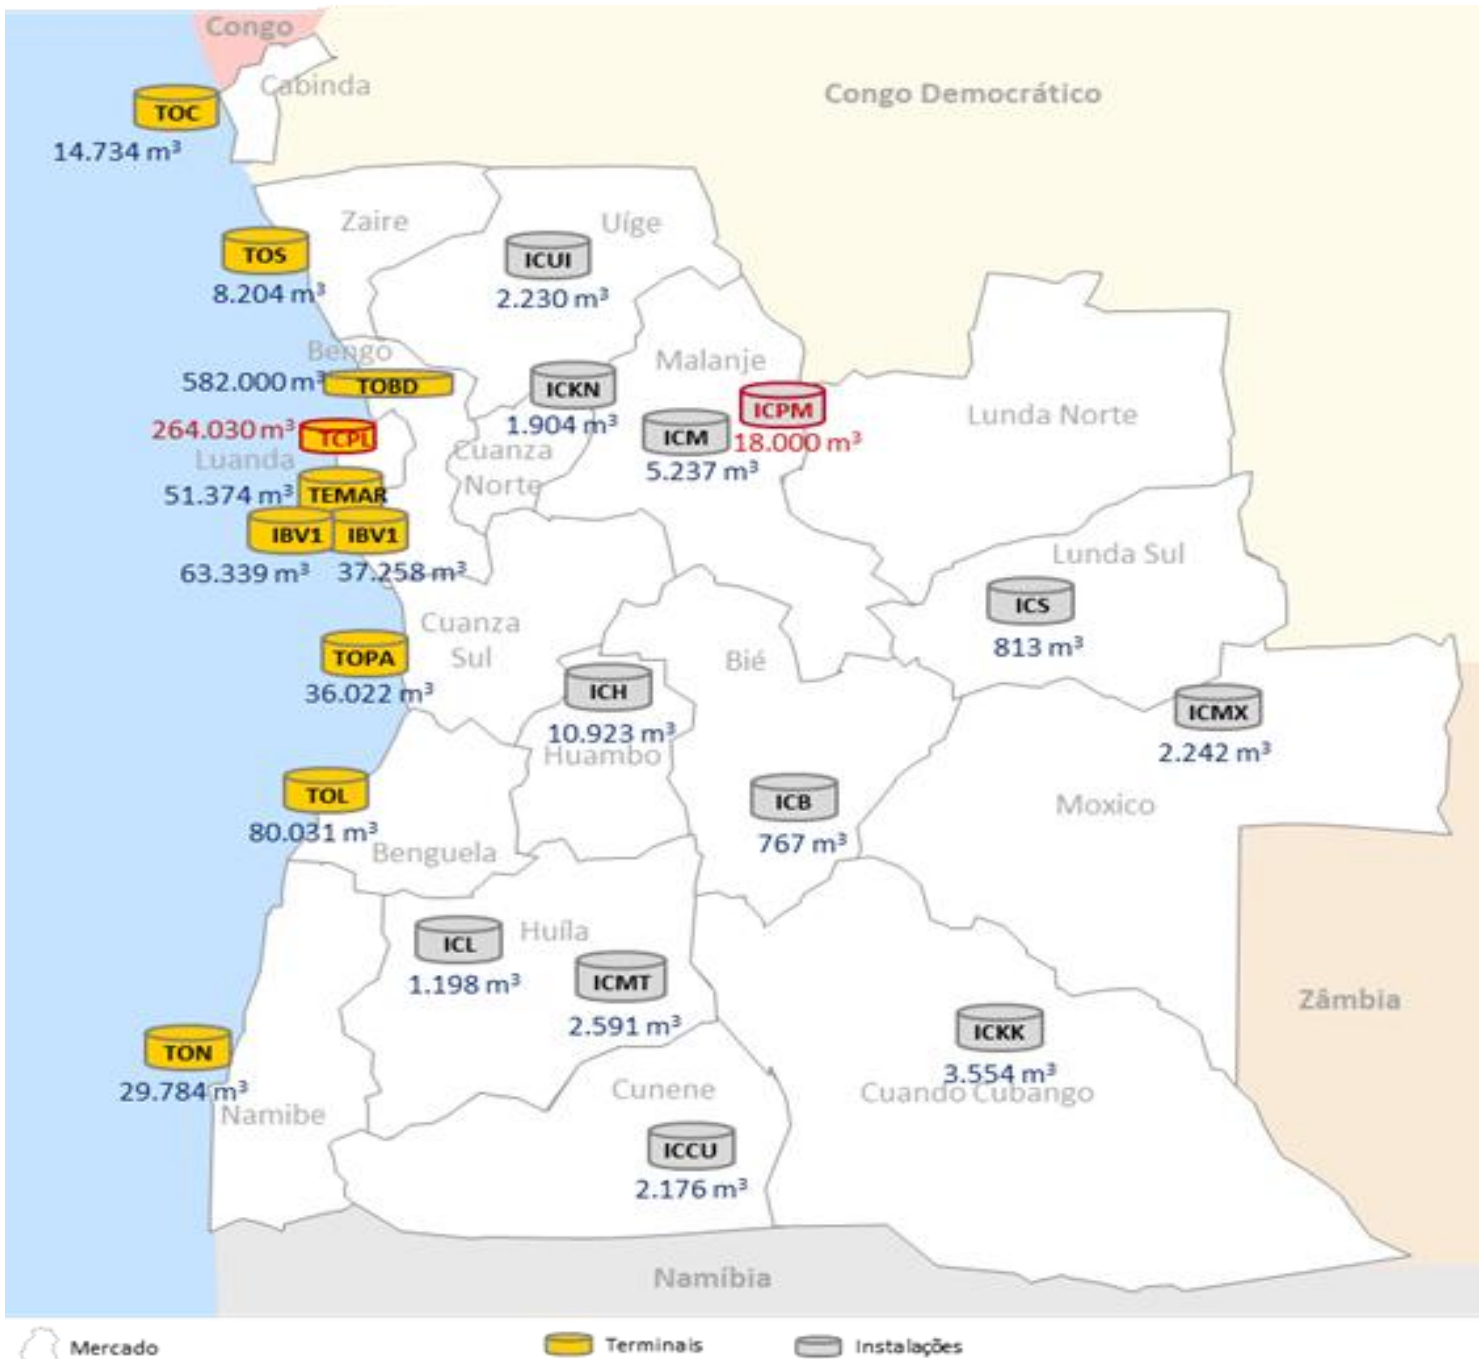 Congo
Cabinda
TOC
14.734 m³
Congo Democrático
Zaire
Uíge
TOS
8.204 m³
ICUI
2.230 m³
Bengo
582.000 m³
TOBD
Malanje
ICKN
1.904 m³
ICPM
18.000 m³
ICM
5.237 m³
Lunda Norte
264.030 m³
TCPL
Luanda
Cuanza
Norte
51.374 m³
TEMAR
IBV1
IBV1
63.339 m³
37.258 m³
Lunda Sul
ICS
813 m³
Cuanza
Sul
TOPA
36.022 m³
Bié
ICH
10.923 m³
Huambo
ICMX
2.242 m³
TOL
80.031 m³
Benguela
ICB
767 m³
Moxico
Huíla
ICL
1.198 m³
ICMT
2.591 m³
Zâmbia
TON
29.784 m³
Namibe
ICKK
3.554 m³
Cuando Cubango
Cunene
ICCU
2.176 m³
Namíbia
Mercado
Terminais
Instalações